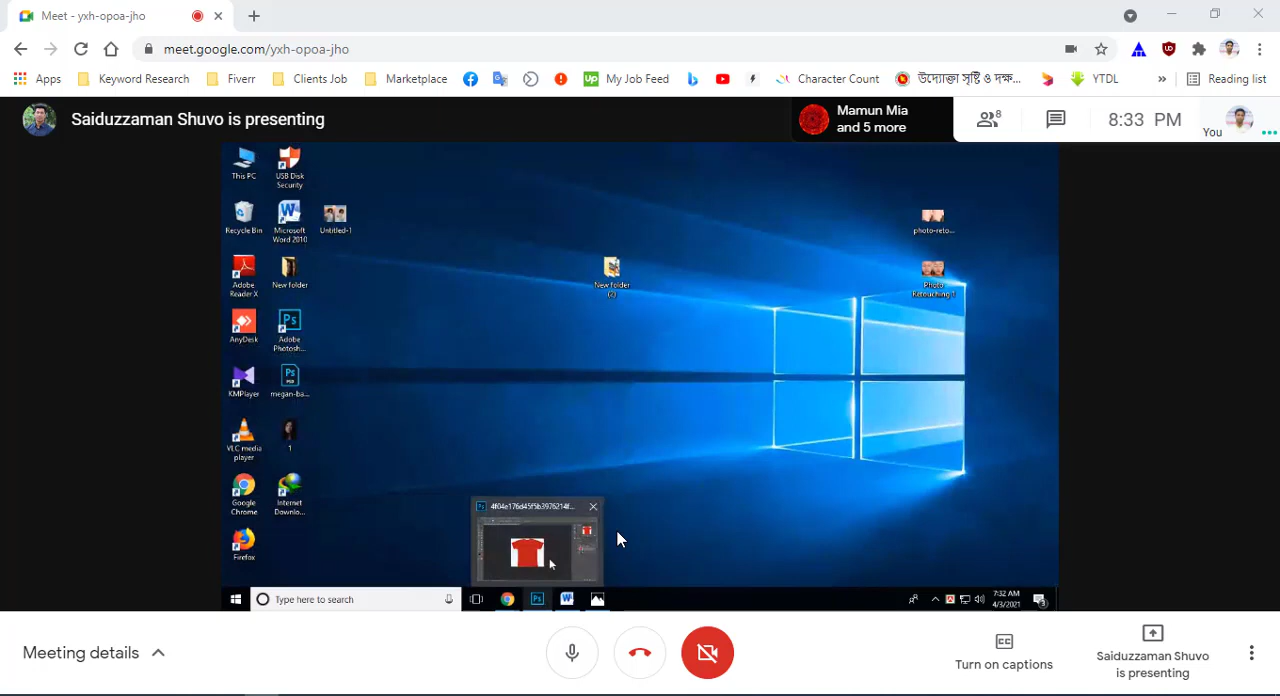 Meet - yxh-opoa-jho
meet.google.com/yxh-opoa-jho
Apps Keyword Research Fiverr Clients Job Marketplace Up My Job Feed Character Count উদ্যোক্তা সৃষ্টি ও দক্ষ... YTDL » Reading list
Saiduzzaman Shuvo is presenting
Mamun Mia
and 5 more
8
8:33 PM
You
This PC
USB Disk
Security
Recycle Bin
Microsoft
Word 2010
Untitled-1
photo-reto...
Adobe
Reader X
New folder
New folder
(2)
Photo
Retouching 1
AnyDesk
Adobe
Photosh...
KMPlayer
megan-ba...
VLC media
player
1
Google
Chrome
Internet
Downlo...
Firefox
4f04e176d45f5b3976214f...
Type here to search
7:32 AM
4/3/2021
3
Meeting details
Turn on captions
Saiduzzaman Shuvo
is presenting